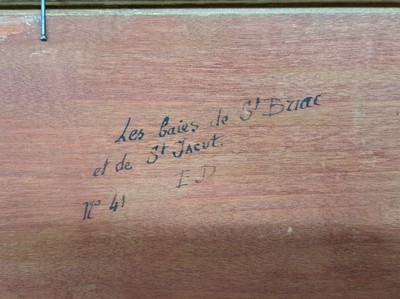 Les baies de St Briac
et de St Jacut.
E D
N° 41